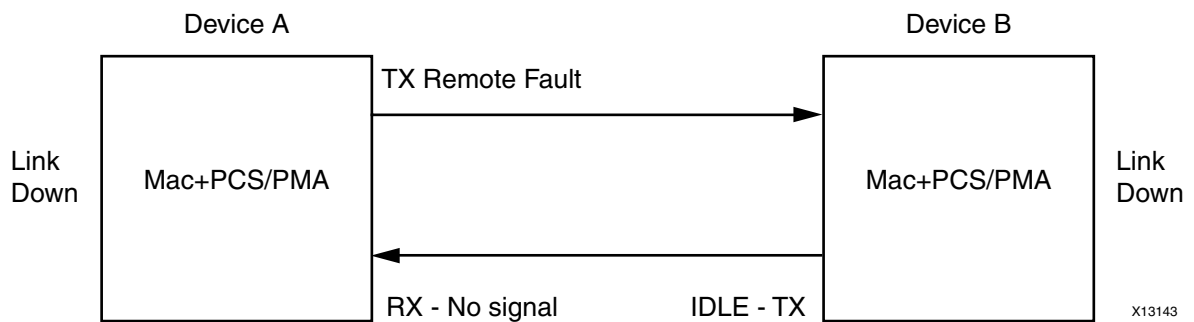 Device A
Device B
TX Remote Fault
Link
Down
Mac+PCS/PMA
Mac+PCS/PMA
Link
Down
RX - No signal
IDLE - TX
X13143